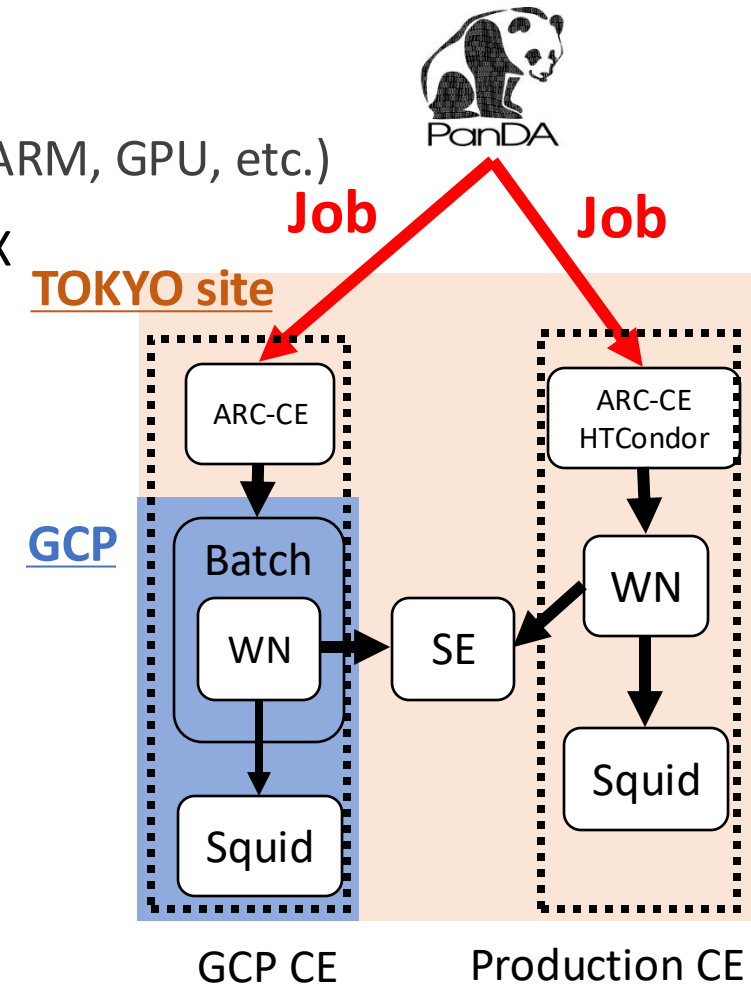 PanDA
ARM, GPU, etc.)
Job
Job
X
TOKYO site
ARC-CE
ARC-CE
HTCondor
GCP
Batch
WN
WN
SE
Squid
Squid
GCP CE
Production CE